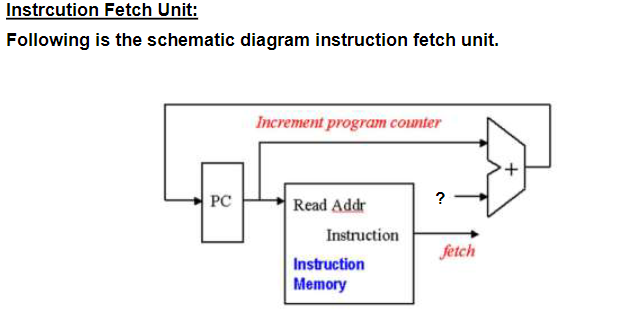 Instrcution Fetch Unit:
Following is the schematic diagram instruction fetch unit.
Increment program counter
+
PC
Read Addr
?
Instruction
fetch
Instruction
Memory